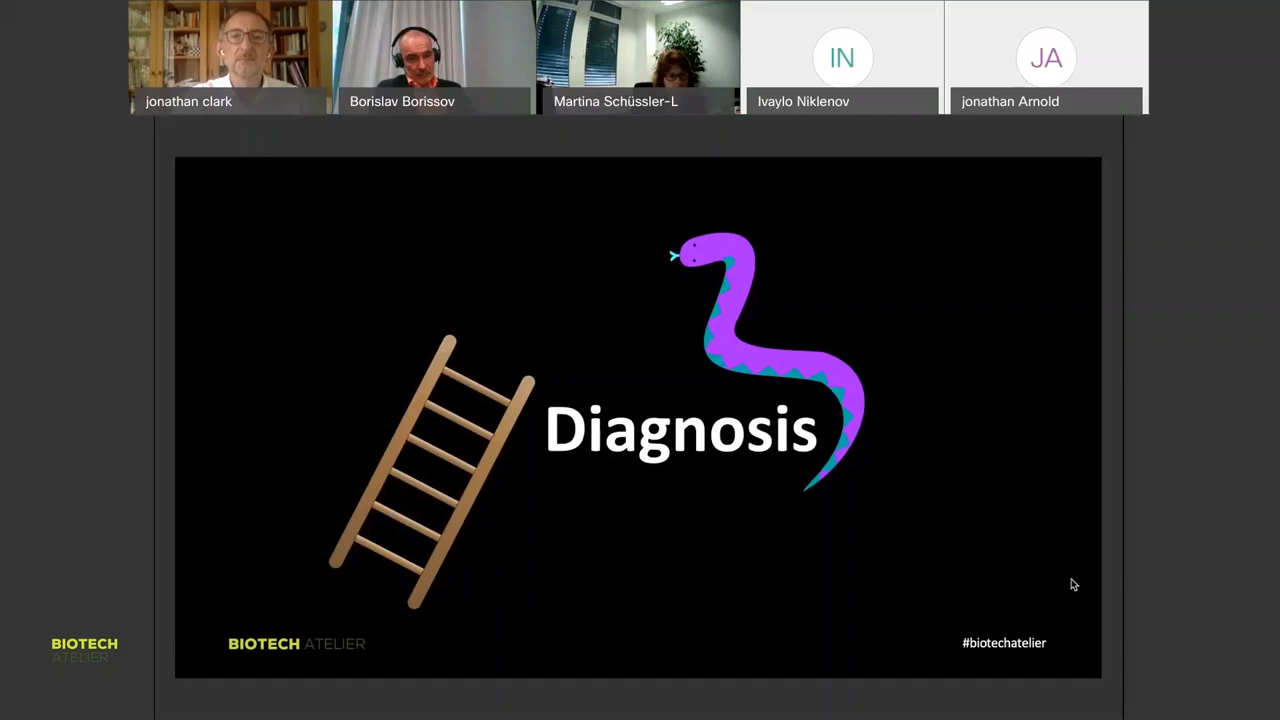 jonathan clark
Borislav Borissov
Martina Schüssler-L
IN
Ivaylo Niklenov
JA
jonathan Arnold
Diagnosis
BIOTECH ATELIER
#biotechatelier
BIOTECH
ATELIER